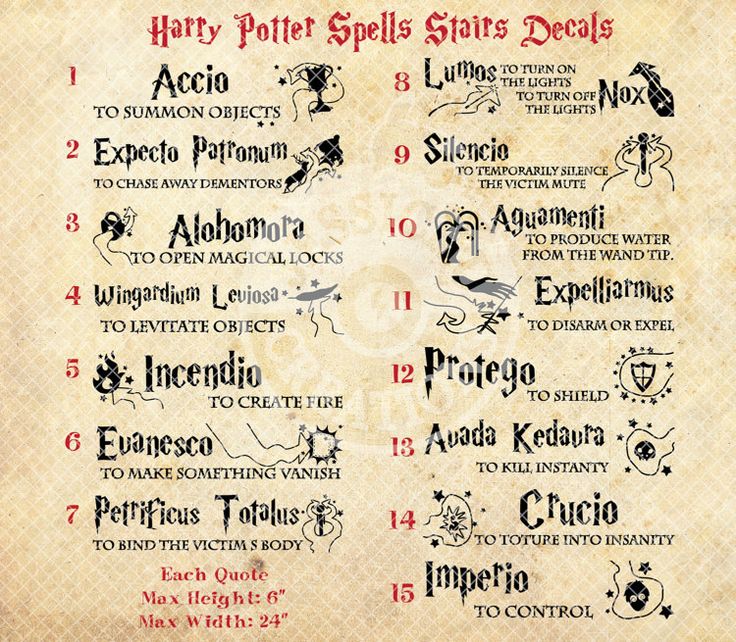 Harry Potter Spells Stairs Decals
1
Accio
TO SUMMON OBJECTS
2
Expecto Patronum
TO CHASE AWAY DEMENTORS
3
Alohomora
TO OPEN MAGICAL LOCKS
4
Wingardium Leviosa
TO LEVITATE OBJECTS
5
Incendio
TO CREATE FIRE
6
Evanesco
TO MAKE SOMETHING VANISH
7
Petrificus Totalus
TO BIND THE VICTIM S BODY
Each Quote
Max Height: 6"
Max Width: 24"
8
Lumos TO TURN ON
THE LIGHTS
TO TURN OFF
THE LIGHTS
Nox
9
Silencio
TO TEMPORARILY SILENCE
THE VICTIM MUTE
10
Aguamenti
TO PRODUCE WATER
FROM THE WAND TIP.
11
Expelliarmus
TO DISARM OR EXPEL
12
Protego
TO SHIELD
13
Avada Kedavra
TO KILL INSTANTY
14
Crucio
TO TOTURE INTO INSANITY
15
Imperio
TO CONTROL